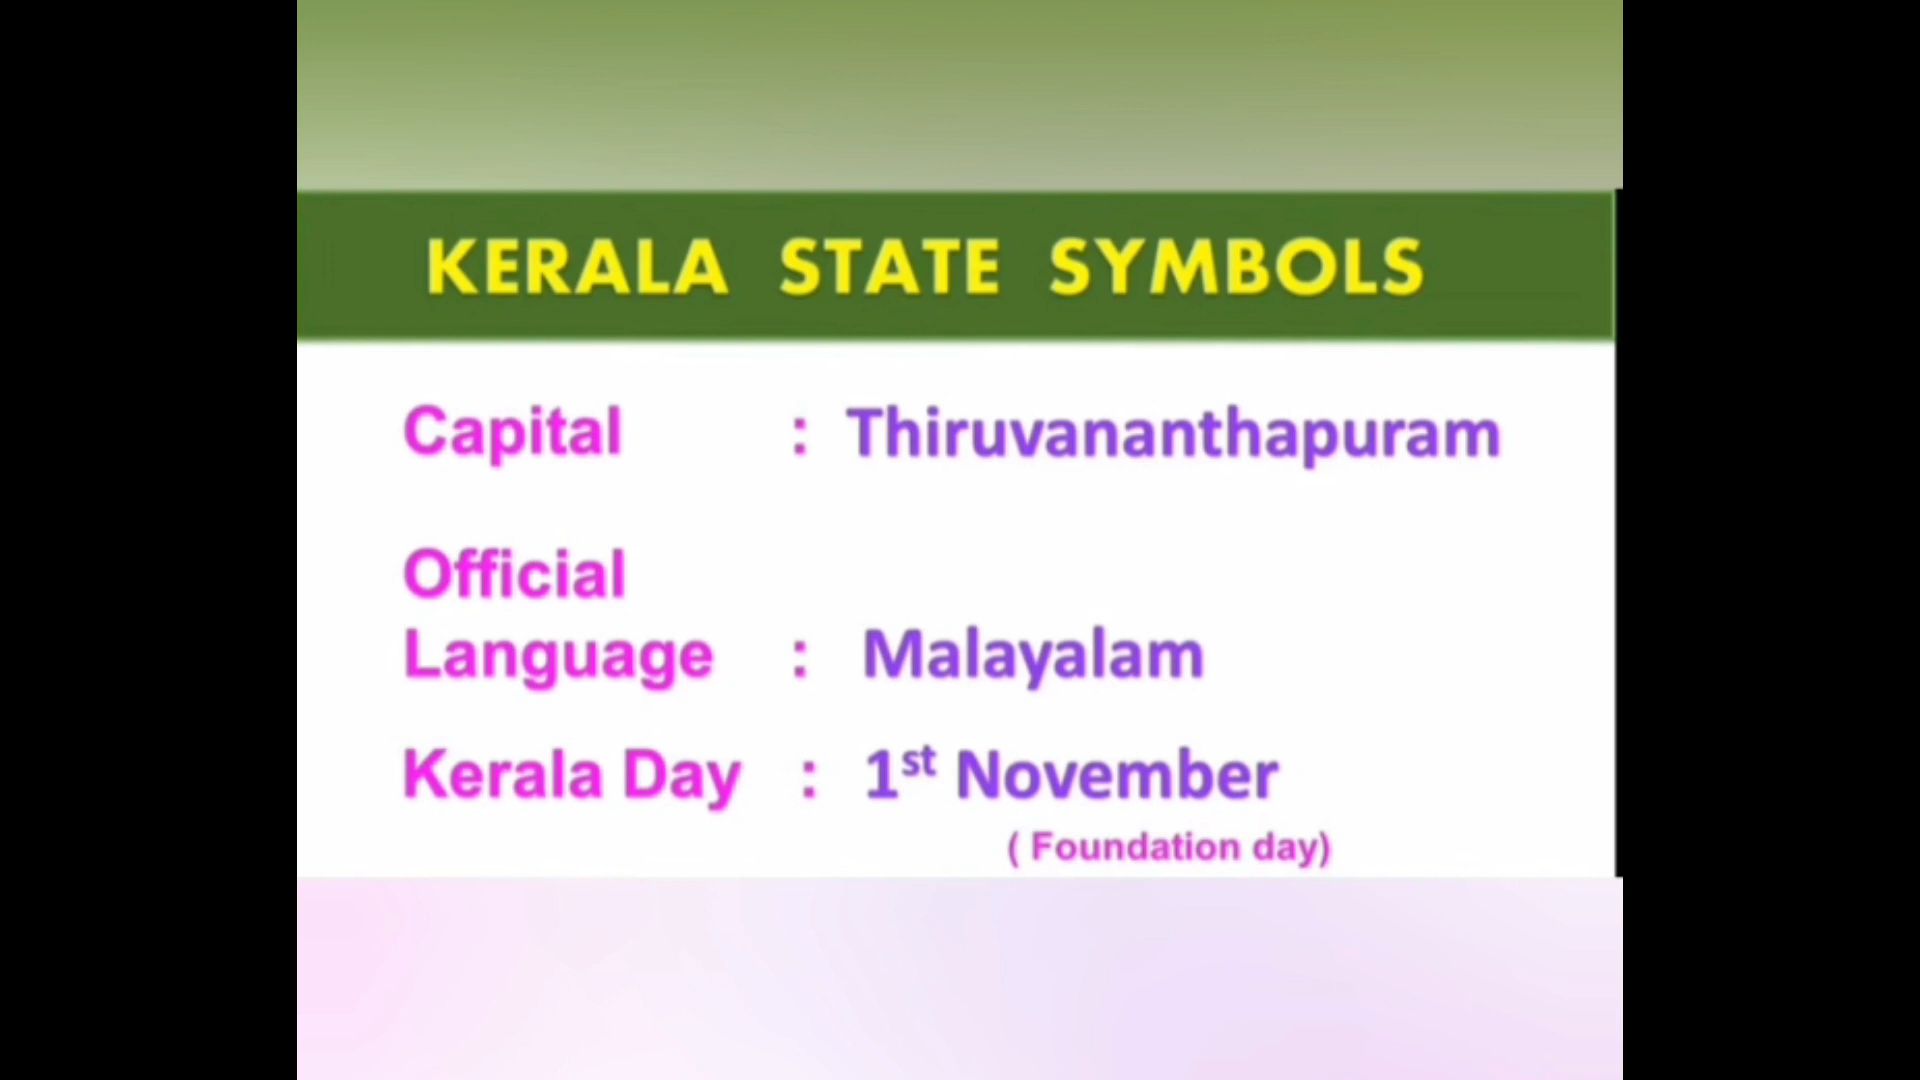 KERALA STATE SYMBOLS
Capital : Thiruvananthapuram
Official
Language : Malayalam
Kerala Day : 1st November
( Foundation day)